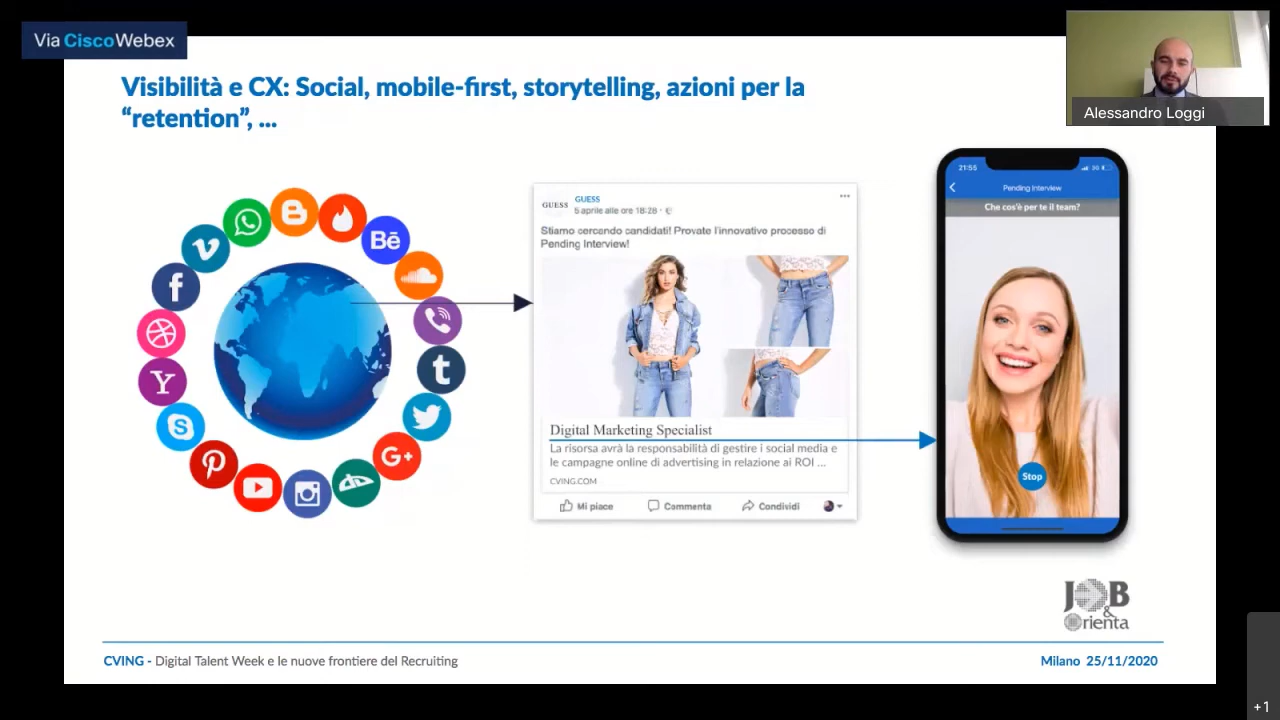 Via CiscoWebex
Alessandro Loggi
Visibilità e CX: Social, mobile-first, storytelling, azioni per la
“retention”, ...
Bē
G+
GUESS
GUESS
5 aprile alle ore 18:28 ·
Stiamo cercando candidati! Provate l'innovativo processo di
Pending Interview!
Digital Marketing Specialist
La risorsa avrà la responsabilità di gestire i social media e
le campagne online di advertising in relazione ai ROI ...
CVING.COM
Mi piace
Commenta
Condividi
21:55
3G
Pending Interview
Che cos'è per te il team?
Stop
JOB
& Orienta
CVING - Digital Talent Week e le nuove frontiere del Recruiting
Milano 25/11/2020
+1